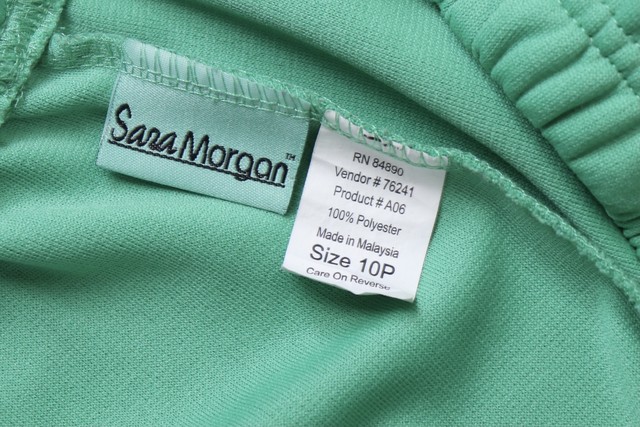 Sara Morgan™
RN 84890
Vendor # 76241
Product # A06
100% Polyester
Made in Malaysia
Size 10P
Care On Reverse